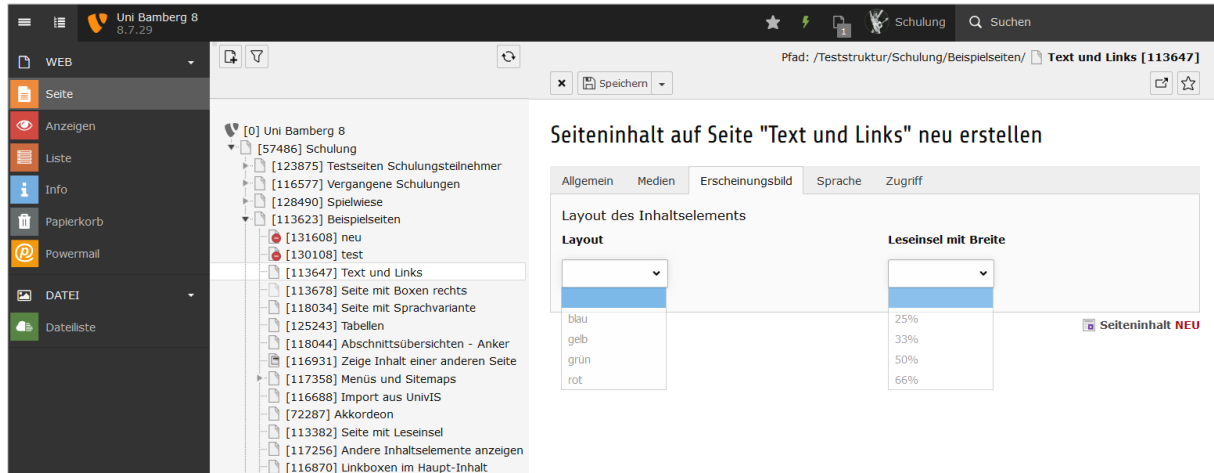 Uni Bamberg 8
8.7.29
1
Schulung
Suchen
WEB
Seite
Anzeigen
Liste
Info
Papierkorb
Powermail
DATEI
Dateiliste
[0] Uni Bamberg 8
[57486] Schulung
[123875] Testseiten Schulungsteilnehmer
[116577] Vergangene Schulungen
[128490] Spielwiese
[113623] Beispielseiten
[131608] neu
[130108] test
[113647] Text und Links
[113678] Seite mit Boxen rechts
[118034] Seite mit Sprachvariante
[125243] Tabellen
[118044] Abschnittsübersichten - Anker
[116931] Zeige Inhalt einer anderen Seite
[117358] Menüs und Sitemaps
[116688] Import aus UnivIS
[72287] Akkordeon
[113382] Seite mit Leseinsel
[117256] Andere Inhaltselemente anzeigen
[116870] Linkboxen im Haupt-Inhalt
Pfad: /Teststruktur/Schulung/Beispielseiten/ Text und Links [113647]
Speichern
Seiteninhalt auf Seite "Text und Links" neu erstellen
Allgemein Medien Erscheinungsbild Sprache Zugriff
Layout des Inhaltselements
Layout
blau
gelb
grün
rot
Leseinsel mit Breite
25%
33%
50%
66%
Seiteninhalt NEU